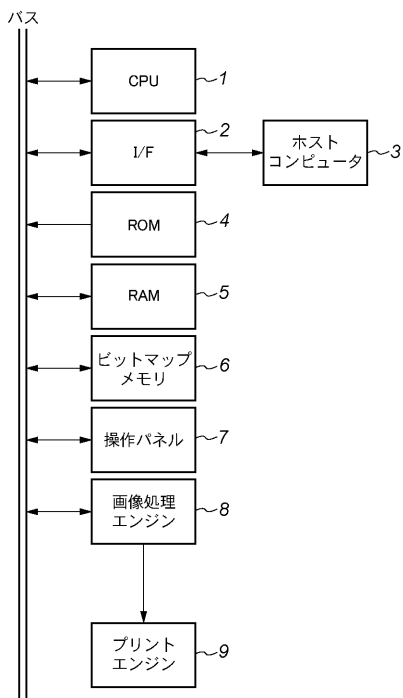 バス
CPU
1
I/F
2
ホスト
コンピュータ
3
ROM
4
RAM
5
ビットマップ
メモリ
6
操作パネル
7
画像処理
エンジン
8
プリント
エンジン
9